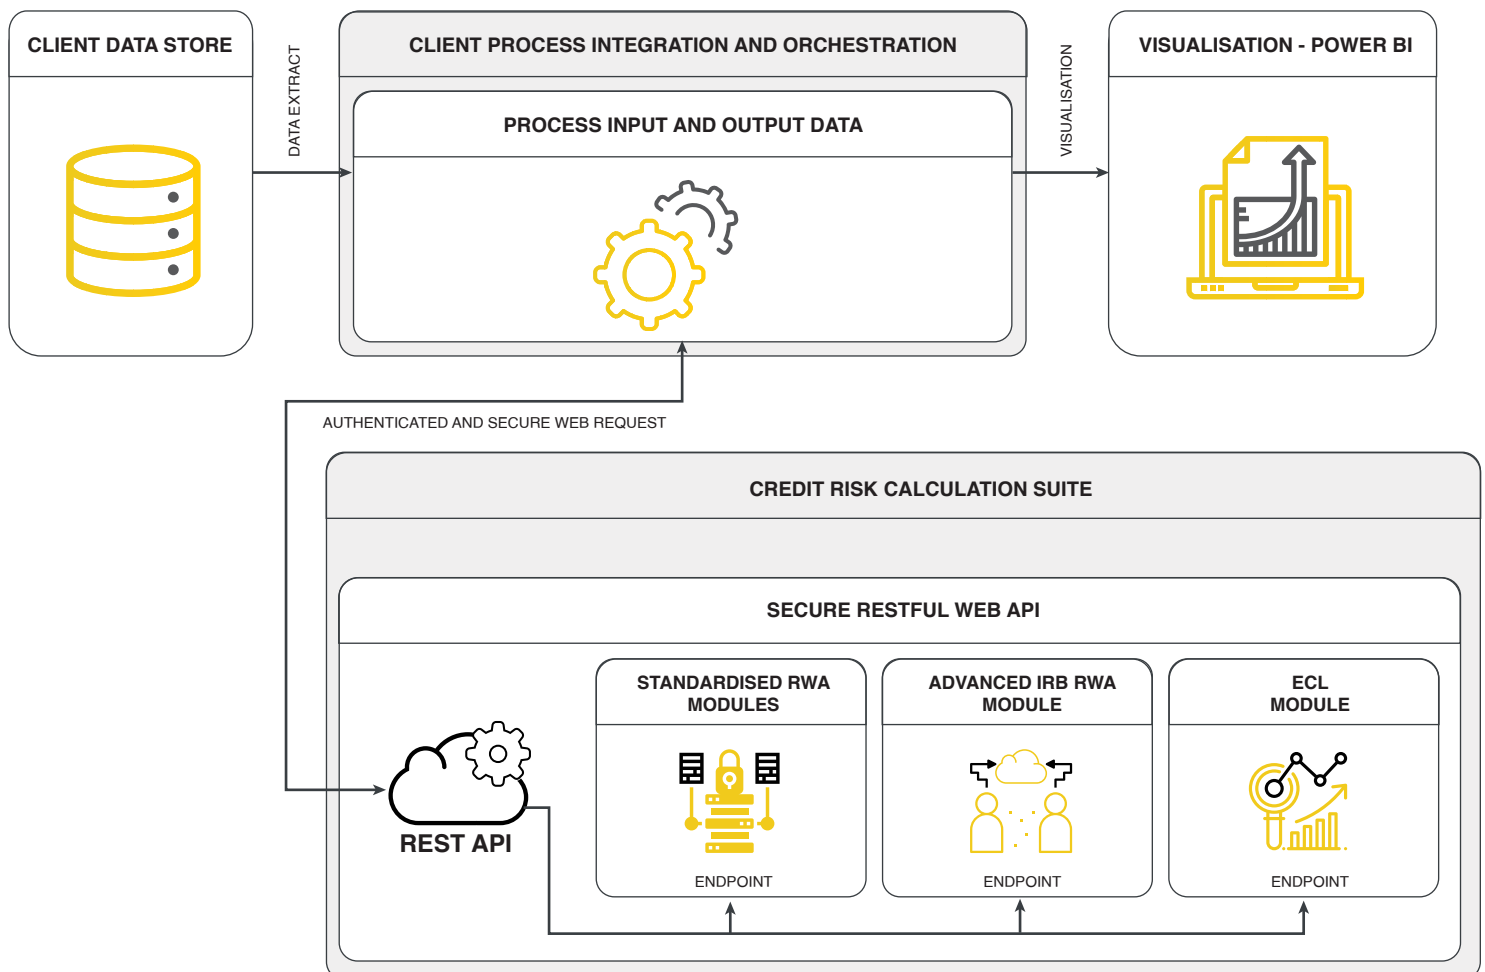 CLIENT DATA STORE
DATA EXTRACT
CLIENT PROCESS INTEGRATION AND ORCHESTRATION
PROCESS INPUT AND OUTPUT DATA
VISUALISATION
VISUALISATION - POWER BI
AUTHENTICATED AND SECURE WEB REQUEST
CREDIT RISK CALCULATION SUITE
SECURE RESTFUL WEB API
REST API
STANDARDISED RWA
MODULES
ENDPOINT
ADVANCED IRB RWA
MODULE
ENDPOINT
ECL
MODULE
ENDPOINT